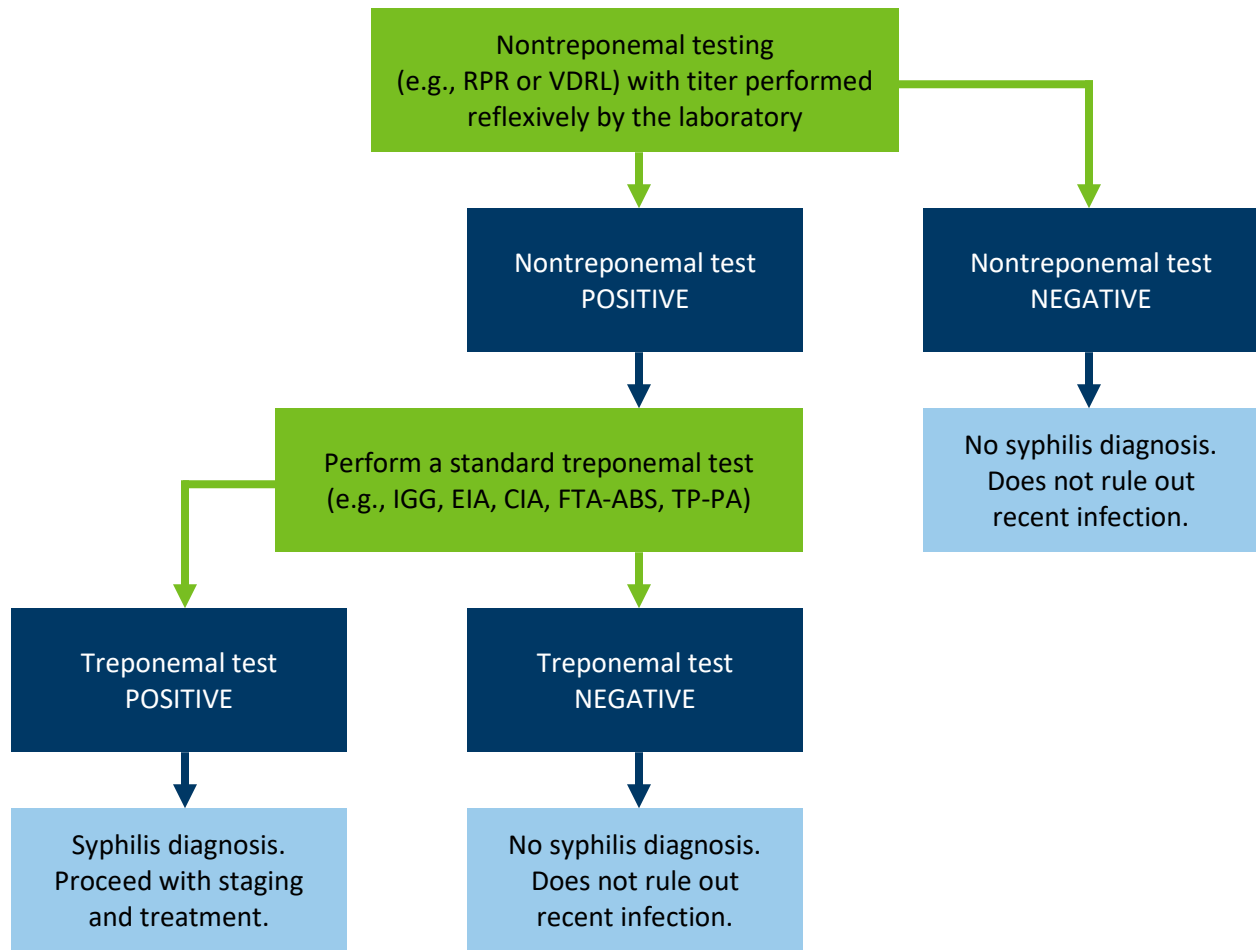 Nontreponemal testing
(e.g., RPR or VDRL) with titer performed
reflexively by the laboratory
Nontreponemal test
POSITIVE
Nontreponemal test
NEGATIVE
Perform a standard treponemal test
(e.g., IGG, EIA, CIA, FTA-ABS, TP-PA)
No syphilis diagnosis.
Does not rule out
recent infection.
Treponemal test
POSITIVE
Treponemal test
NEGATIVE
Syphilis diagnosis.
Proceed with staging
and treatment.
No syphilis diagnosis.
Does not rule out
recent infection.